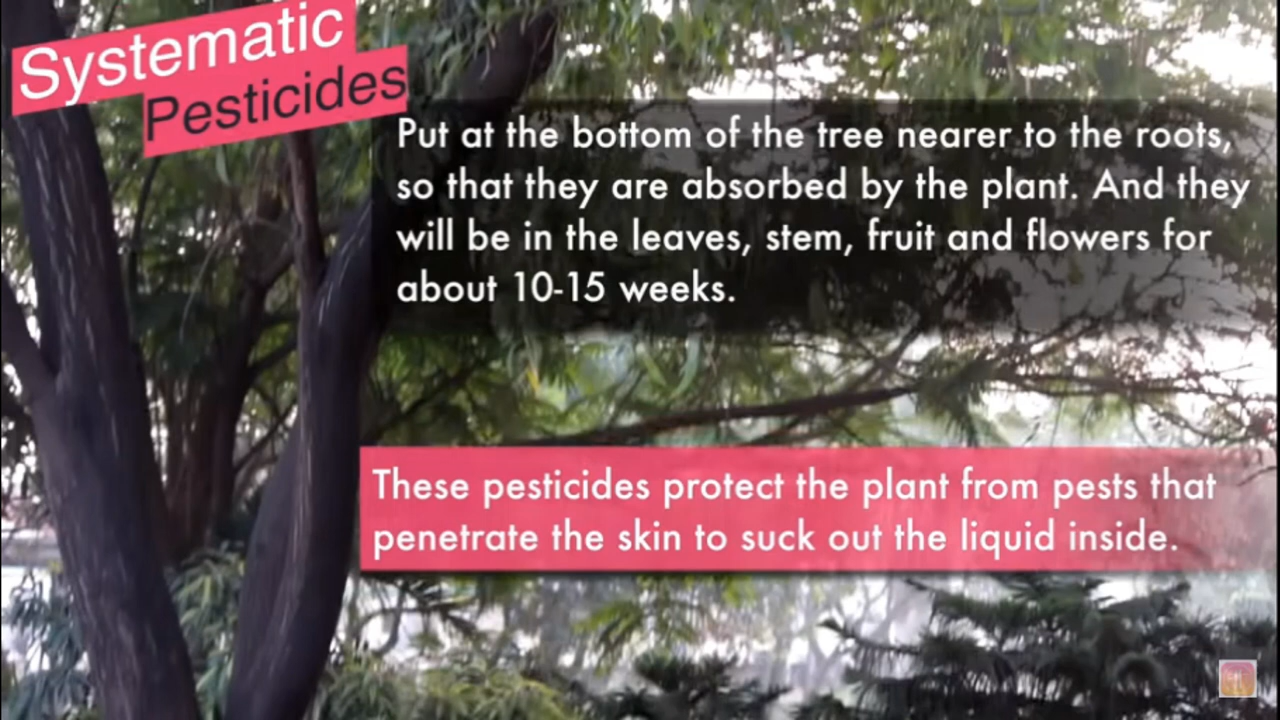 Systematic
Pesticides
Put at the bottom of the tree nearer to the roots,
so that they are absorbed by the plant. And they
will be in the leaves, stem, fruit and flowers for
about 10-15 weeks.
These pesticides protect the plant from pests that
penetrate the skin to suck out the liquid inside.